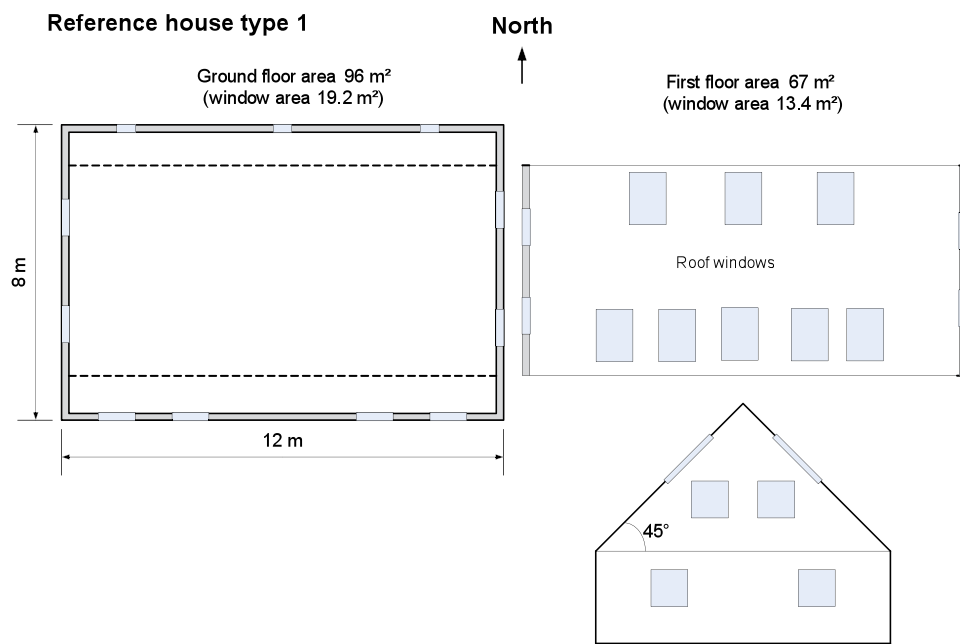 Reference house type 1
North
Ground floor area 96 m²
(window area 19.2 m²)
First floor area 67 m²
(window area 13.4 m²)
8 m
Roof windows
12 m
45°